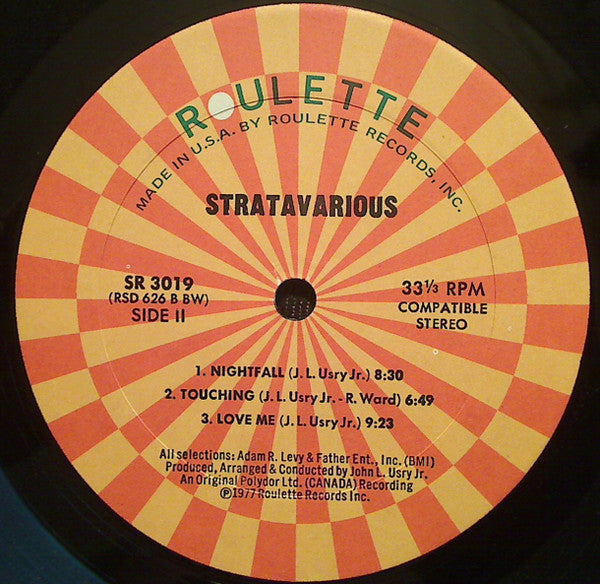 ROULETTE
MADE IN U.S.A. BY ROULETTE RECORDS, INC.
STRATAVARIOUS
SR 3019
(RSD 626 B BW)
SIDE II
33⅓ RPM
COMPATIBLE
STEREO
1. NIGHTFALL (J. L. Usry Jr.) 8:30
2. TOUCHING (J. L. Usry Jr. - R. Ward) 6:49
3. LOVE ME (J. L. Usry Jr.) 9:23
All selections: Adam R. Levy & Father Ent., Inc. (BMI)
Produced, Arranged & Conducted by John L. Usry Jr.
An Original Polydor Ltd. (CANADA) Recording
℗1977 Roulette Records Inc.